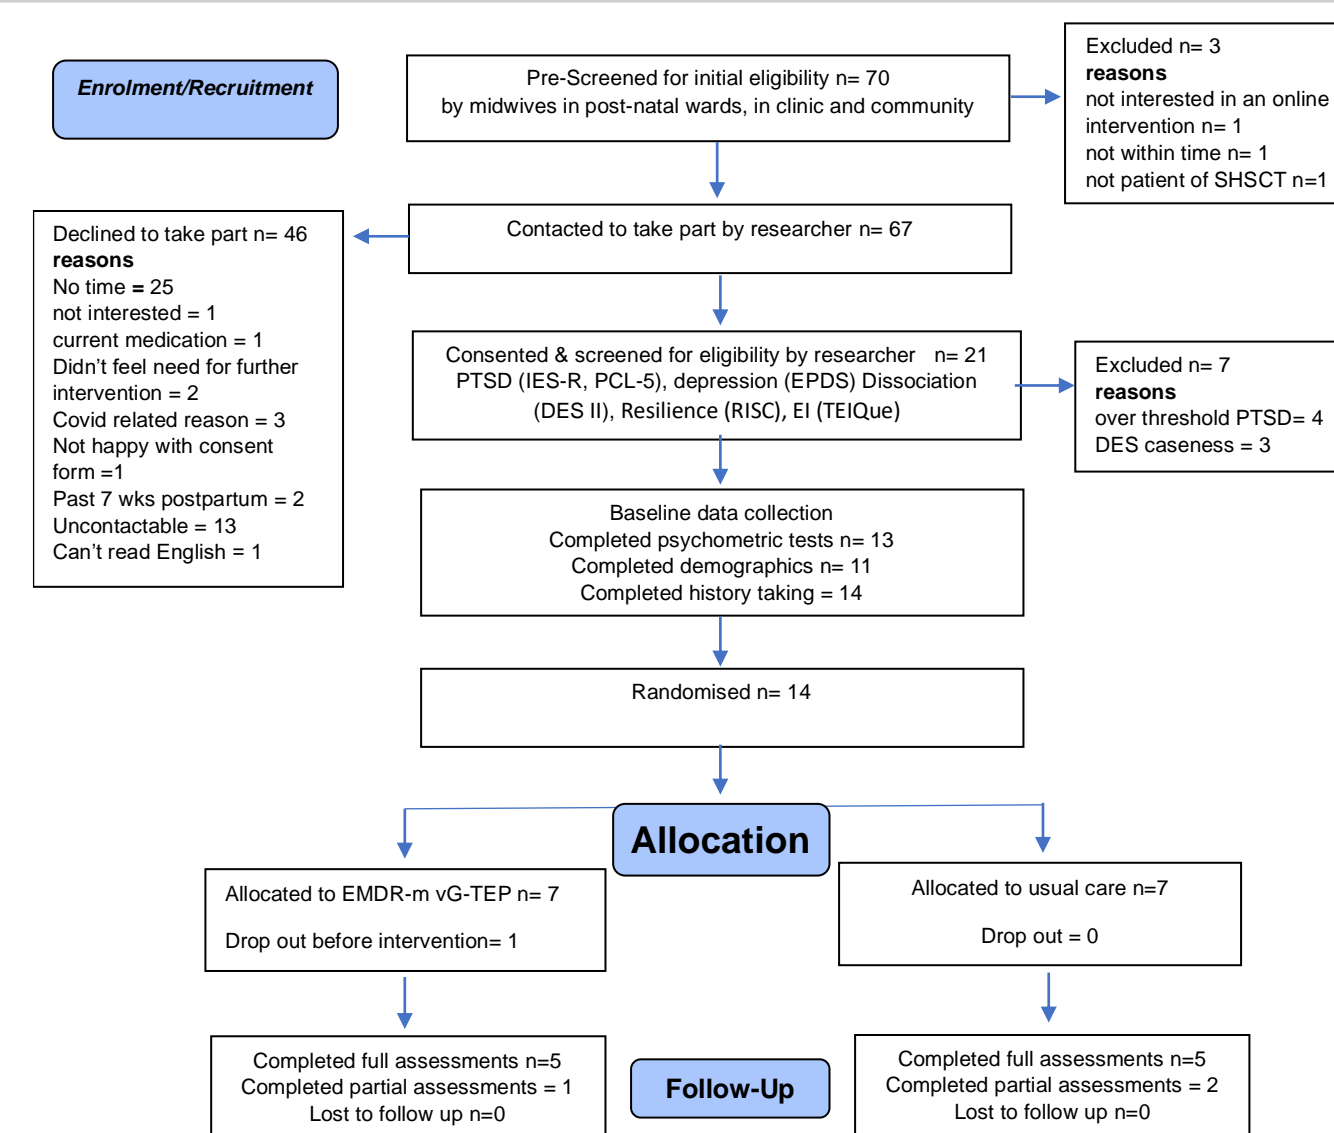 Enrolment/Recruitment
Pre-Screened for initial eligibility n= 70
by midwives in post-natal wards, in clinic and community
Excluded n= 3
reasons
not interested in an online
intervention n= 1
not within time n= 1
not patient of SHSCT n=1
Contacted to take part by researcher n= 67
Declined to take part n= 46
reasons
No time = 25
not interested = 1
current medication = 1
Didn’t feel need for further
intervention = 2
Covid related reason = 3
Not happy with consent
form =1
Past 7 wks postpartum = 2
Uncontactable = 13
Can’t read English = 1
Consented & screened for eligibility by researcher n= 21
PTSD (IES-R, PCL-5), depression (EPDS) Dissociation
(DES II), Resilience (RISC), EI (TEIQue)
Excluded n= 7
reasons
over threshold PTSD= 4
DES caseness = 3
Baseline data collection
Completed psychometric tests n= 13
Completed demographics n= 11
Completed history taking = 14
Randomised n= 14
Allocation
Allocated to EMDR-m vG-TEP n= 7
Drop out before intervention= 1
Allocated to usual care n=7
Drop out = 0
Completed full assessments n=5
Completed partial assessments = 1
Lost to follow up n=0
Follow-Up
Completed full assessments n=5
Completed partial assessments = 2
Lost to follow up n=0